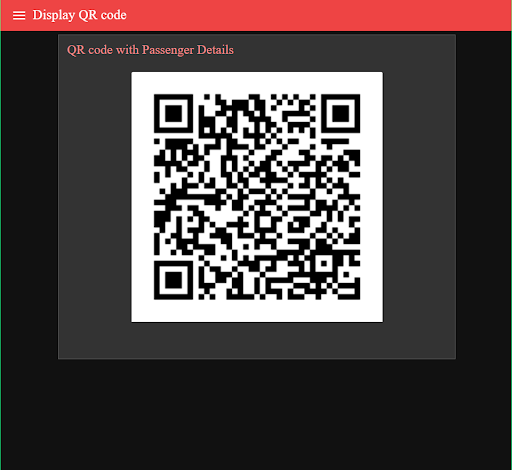 Display QR code
QR code with Passenger Details